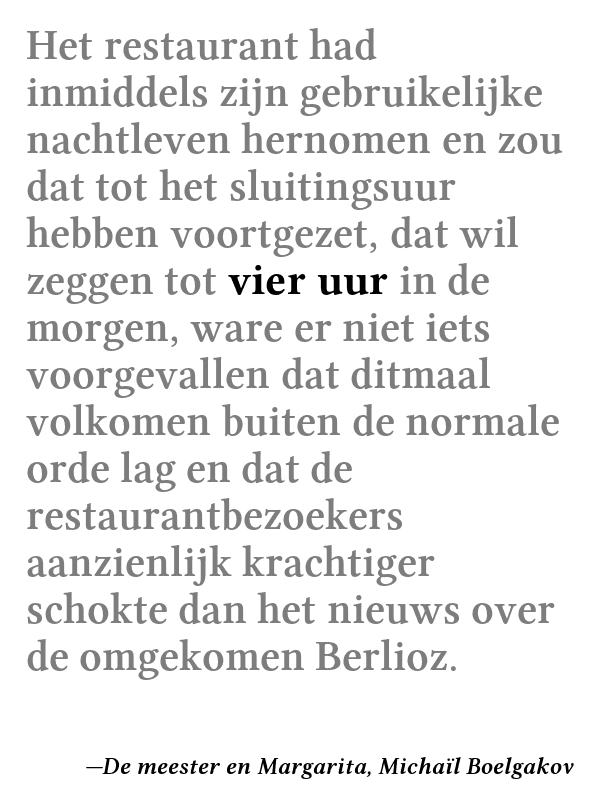 Het restaurant had
inmiddels zijn gebruikelijke
nachtleven hernomen en zou
dat tot het sluitingsuur
hebben voortgezet, dat wil
zeggen tot vier uur in de
morgen, ware er niet iets
voorgevallen dat ditmaal
volkomen buiten de normale
orde lag en dat de
restaurantbezoekers
aanzienlijk krachtiger
schokte dan het nieuws over
de omgekomen Berlioz.
—De meester en Margarita, Michaïl Boelgakov